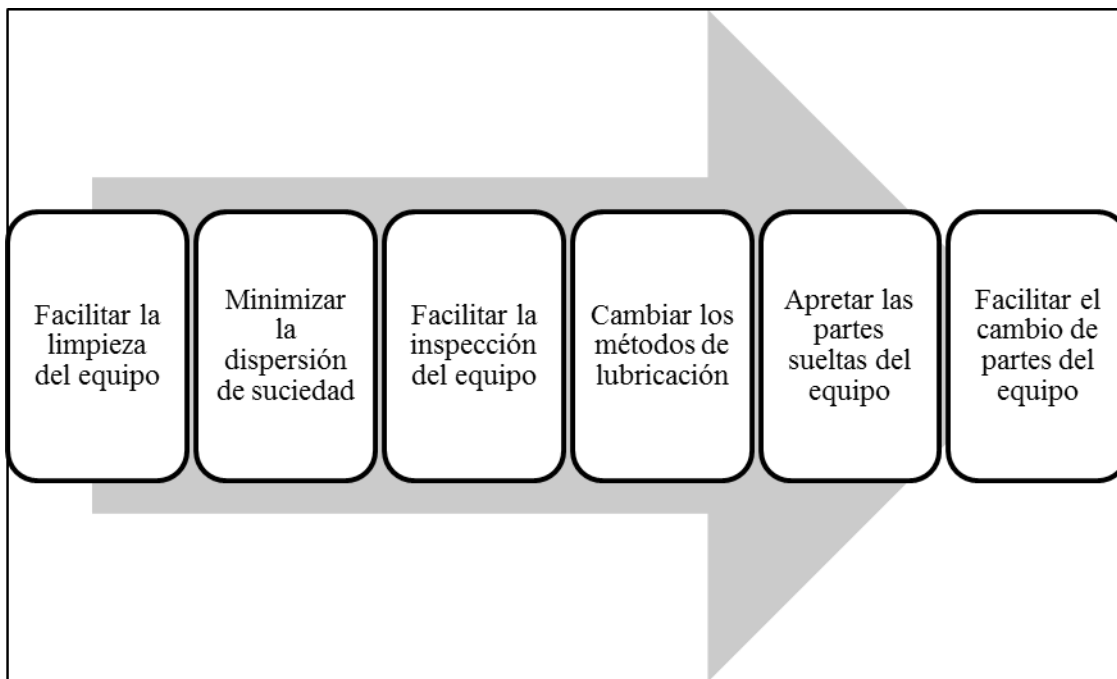 Facilitar la
limpieza
del equipo
Minimizar
la
dispersión
de suciedad
Facilitar la
inspección
del equipo
Cambiar los
métodos de
lubricación
Apretar las
partes
sueltas del
equipo
Facilitar el
cambio de
partes del
equipo